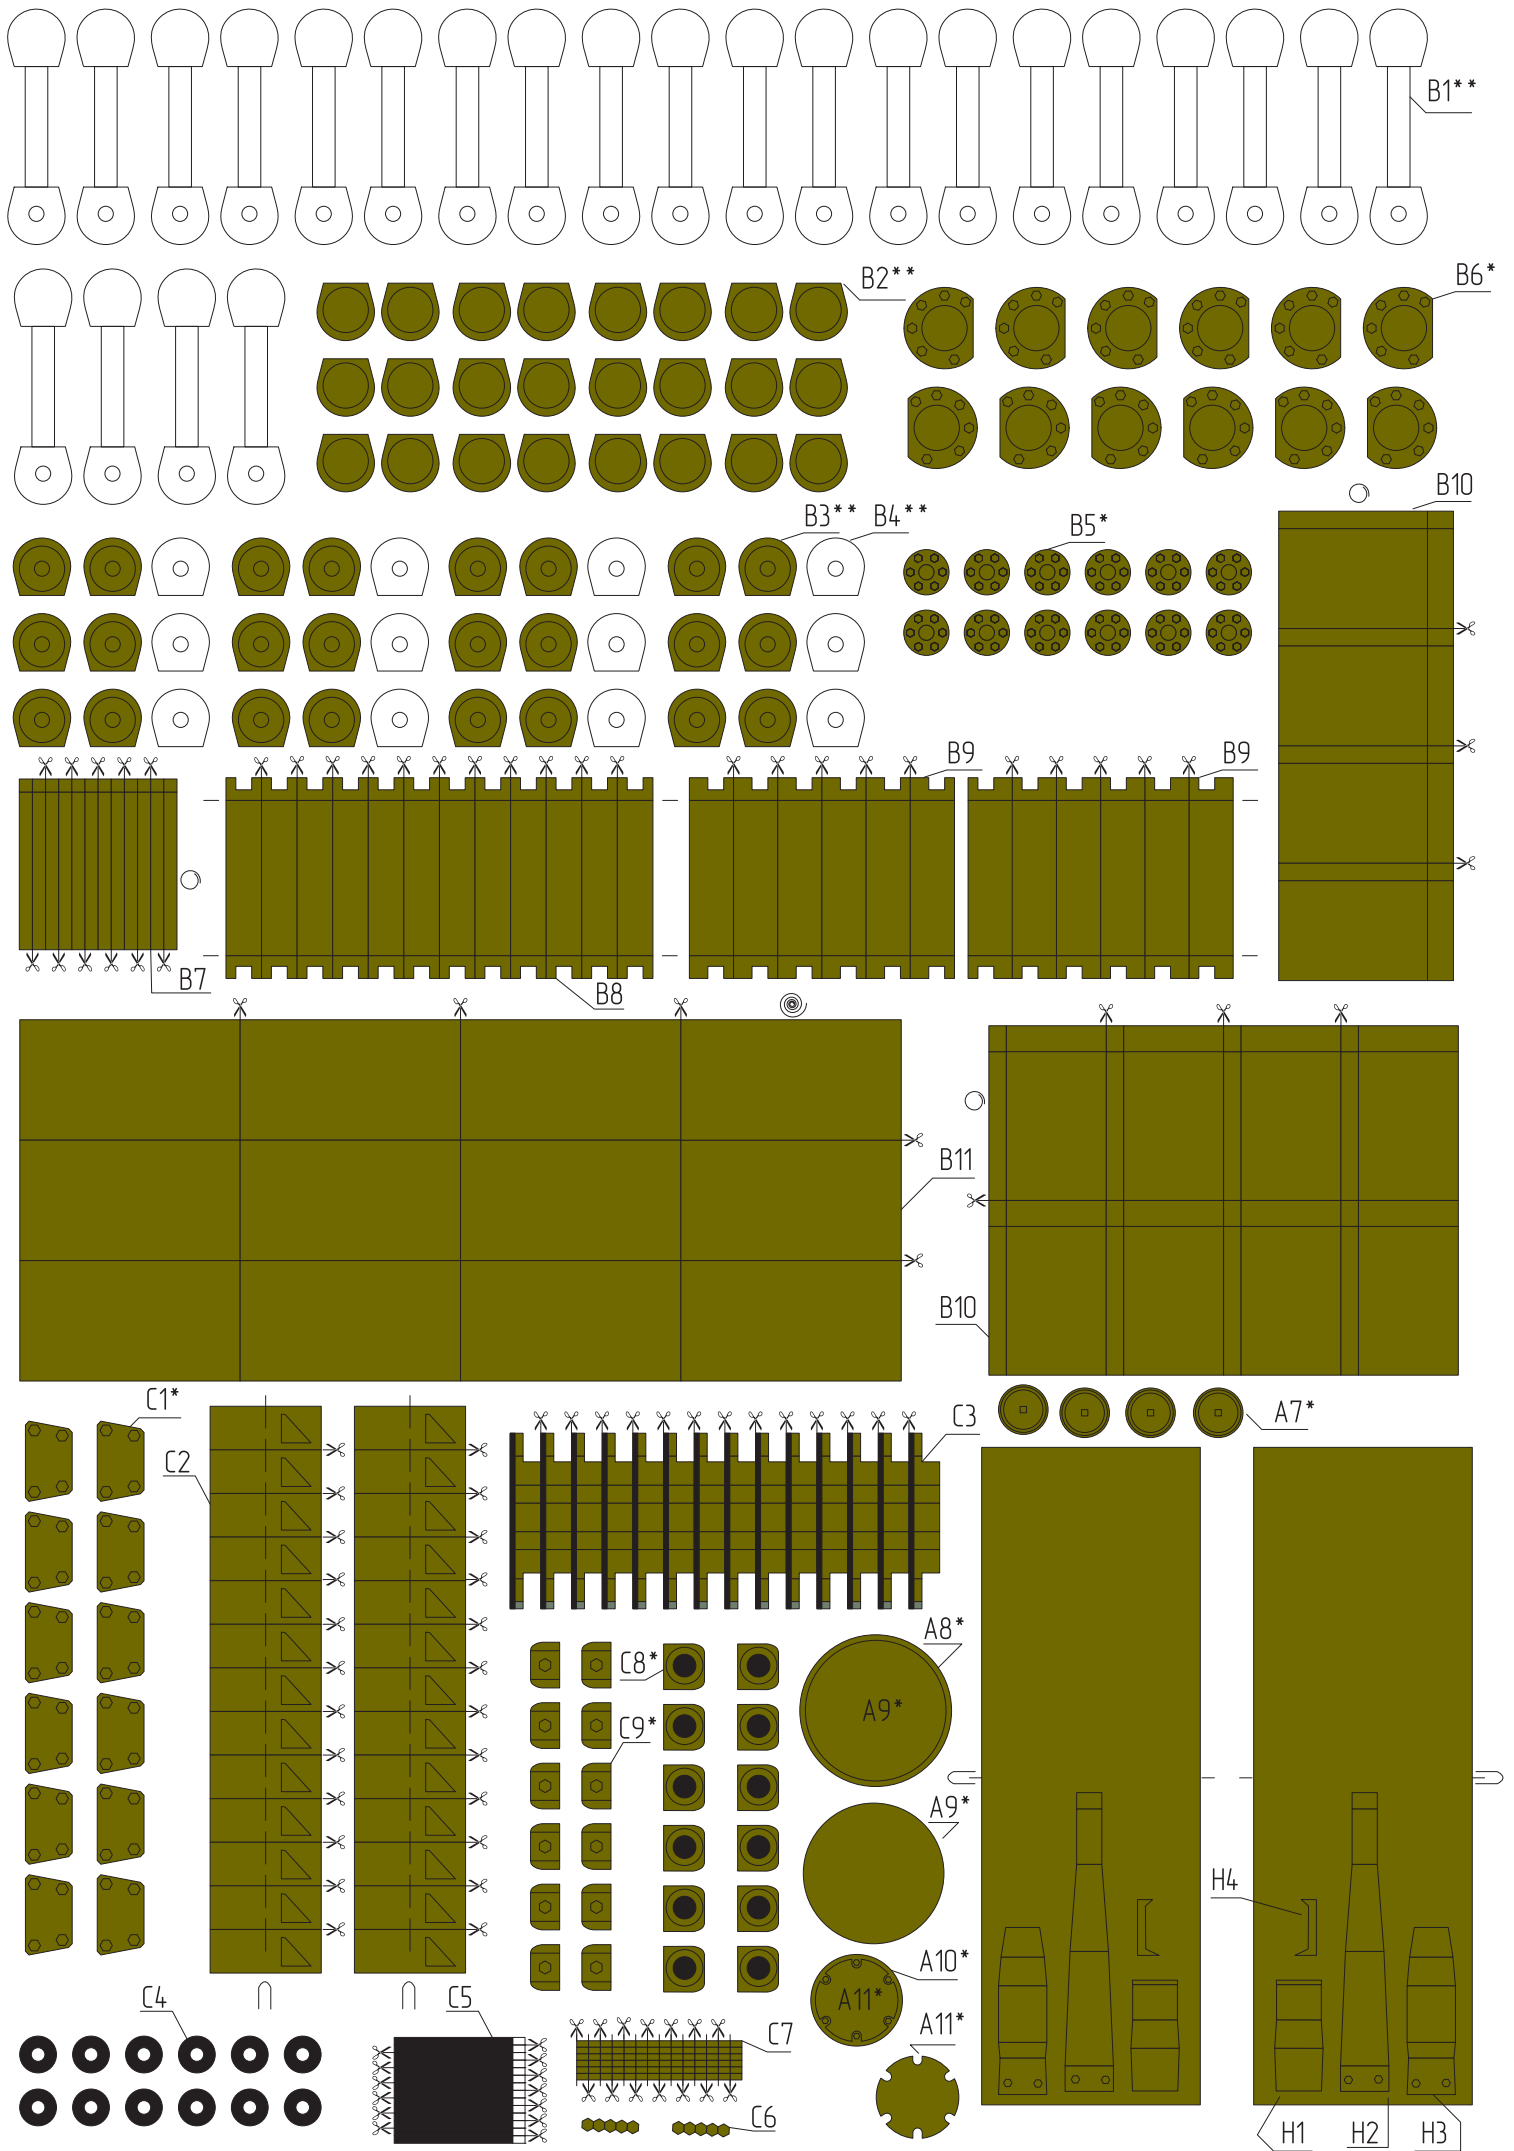 B1**
B2**
B6*
B10
B3**
B4**
B5*
B9
B9
B7
B8
B11
B10
C1*
A7*
C3
C2
A8*
C8*
A9*
C9*
A9*
H4
A10*
C4
C5
A11*
C7
A11*
C6
H1
H2
H3